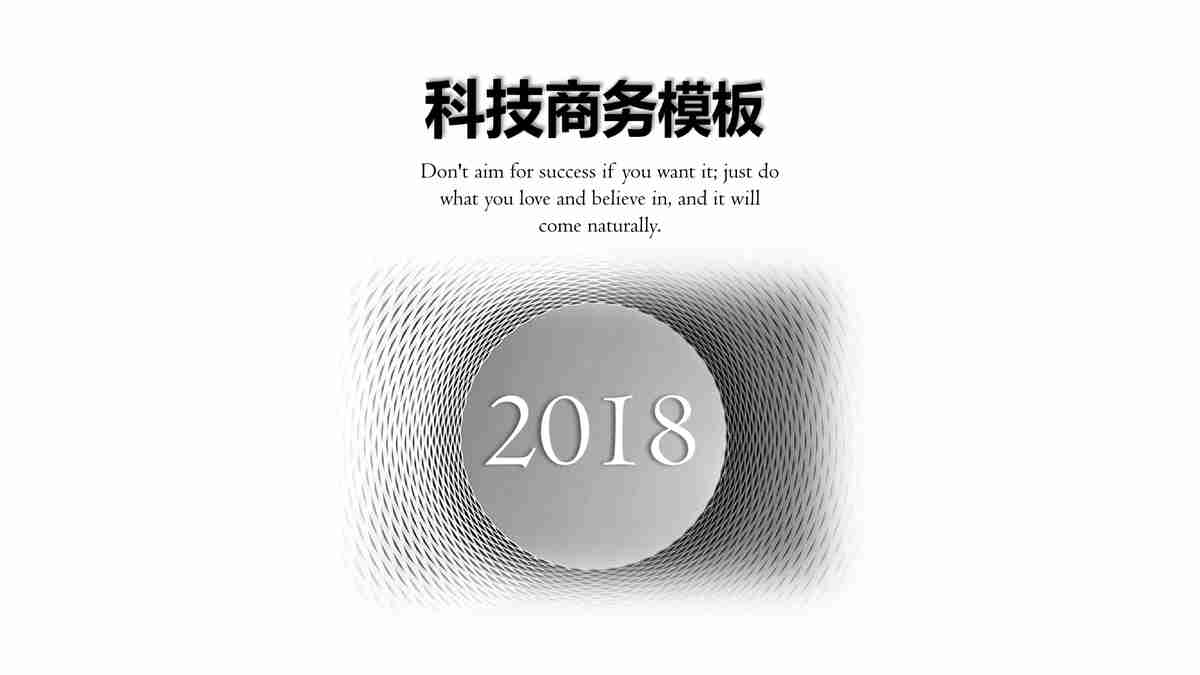 科技商务模板
Don't aim for success if you want it; just do
what you love and believe in, and it will
come naturally.
2018